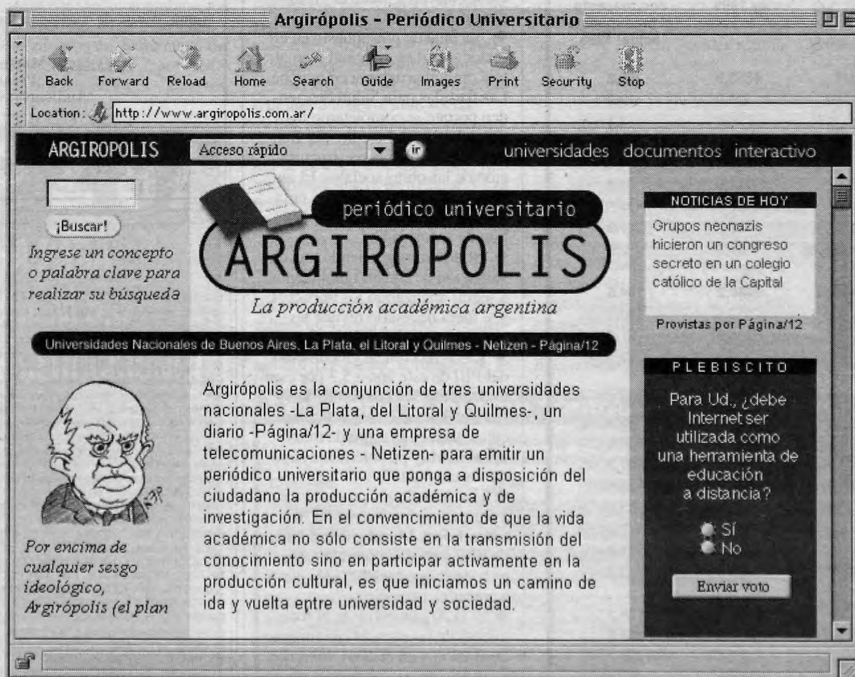 Argirópolis - Periódico Universitario
Back Forward Reload Home Search Guide Images Print Security Stop
Location: http://www.argiropolis.com.ar/
ARGIROPOLIS Acceso rápido ir universidades documentos interactivo
¡Buscar!
Ingrese un concepto
o palabra clave para
realizar su búsqueda
periódico universitario
ARGIROPOLIS
La producción académica argentina
Universidades Nacionales de Buenos Aires, La Plata, el Litoral y Quilmes - Netizen - Página/12
Por encima de
cualquier sesgo
ideológico,
Argirópolis (el plan
Argirópolis es la conjunción de tres universidades
nacionales -La Plata, del Litoral y Quilmes-, un
diario -Página/12- y una empresa de
telecomunicaciones - Netizen- para emitir un
periódico universitario que ponga a disposición del
ciudadano la producción académica y de
investigación. En el convencimiento de que la vida
académica no sólo consiste en la transmisión del
conocimiento sino en participar activamente en la
producción cultural, es que iniciamos un camino de
ida y vuelta entre universidad y sociedad.
NOTICIAS DE HOY
Grupos neonazis
hicieron un congreso
secreto en un colegio
católico de la Capital
Provistas por Página/12
PLEBISCITO
Para Ud., ¿debe
Internet ser
utilizada como
una herramienta de
educación
a distancia?
Sí
No
Enviar voto